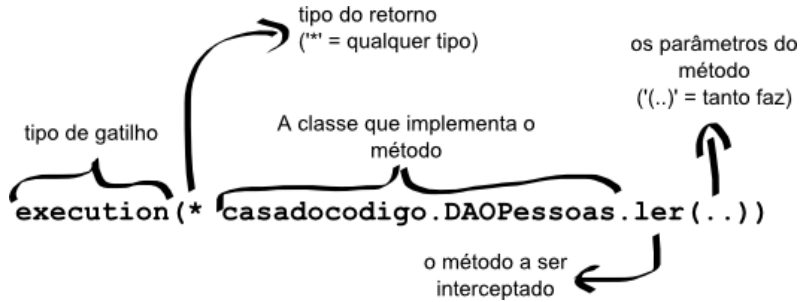 tipo do retorno
('*' = qualquer tipo)
os parâmetros do
método
('(..)' = tanto faz)
tipo de gatilho
A classe que implementa o
método
execution(* casadocodigo.DAOPessoas.ler(..))
o método a ser
interceptado